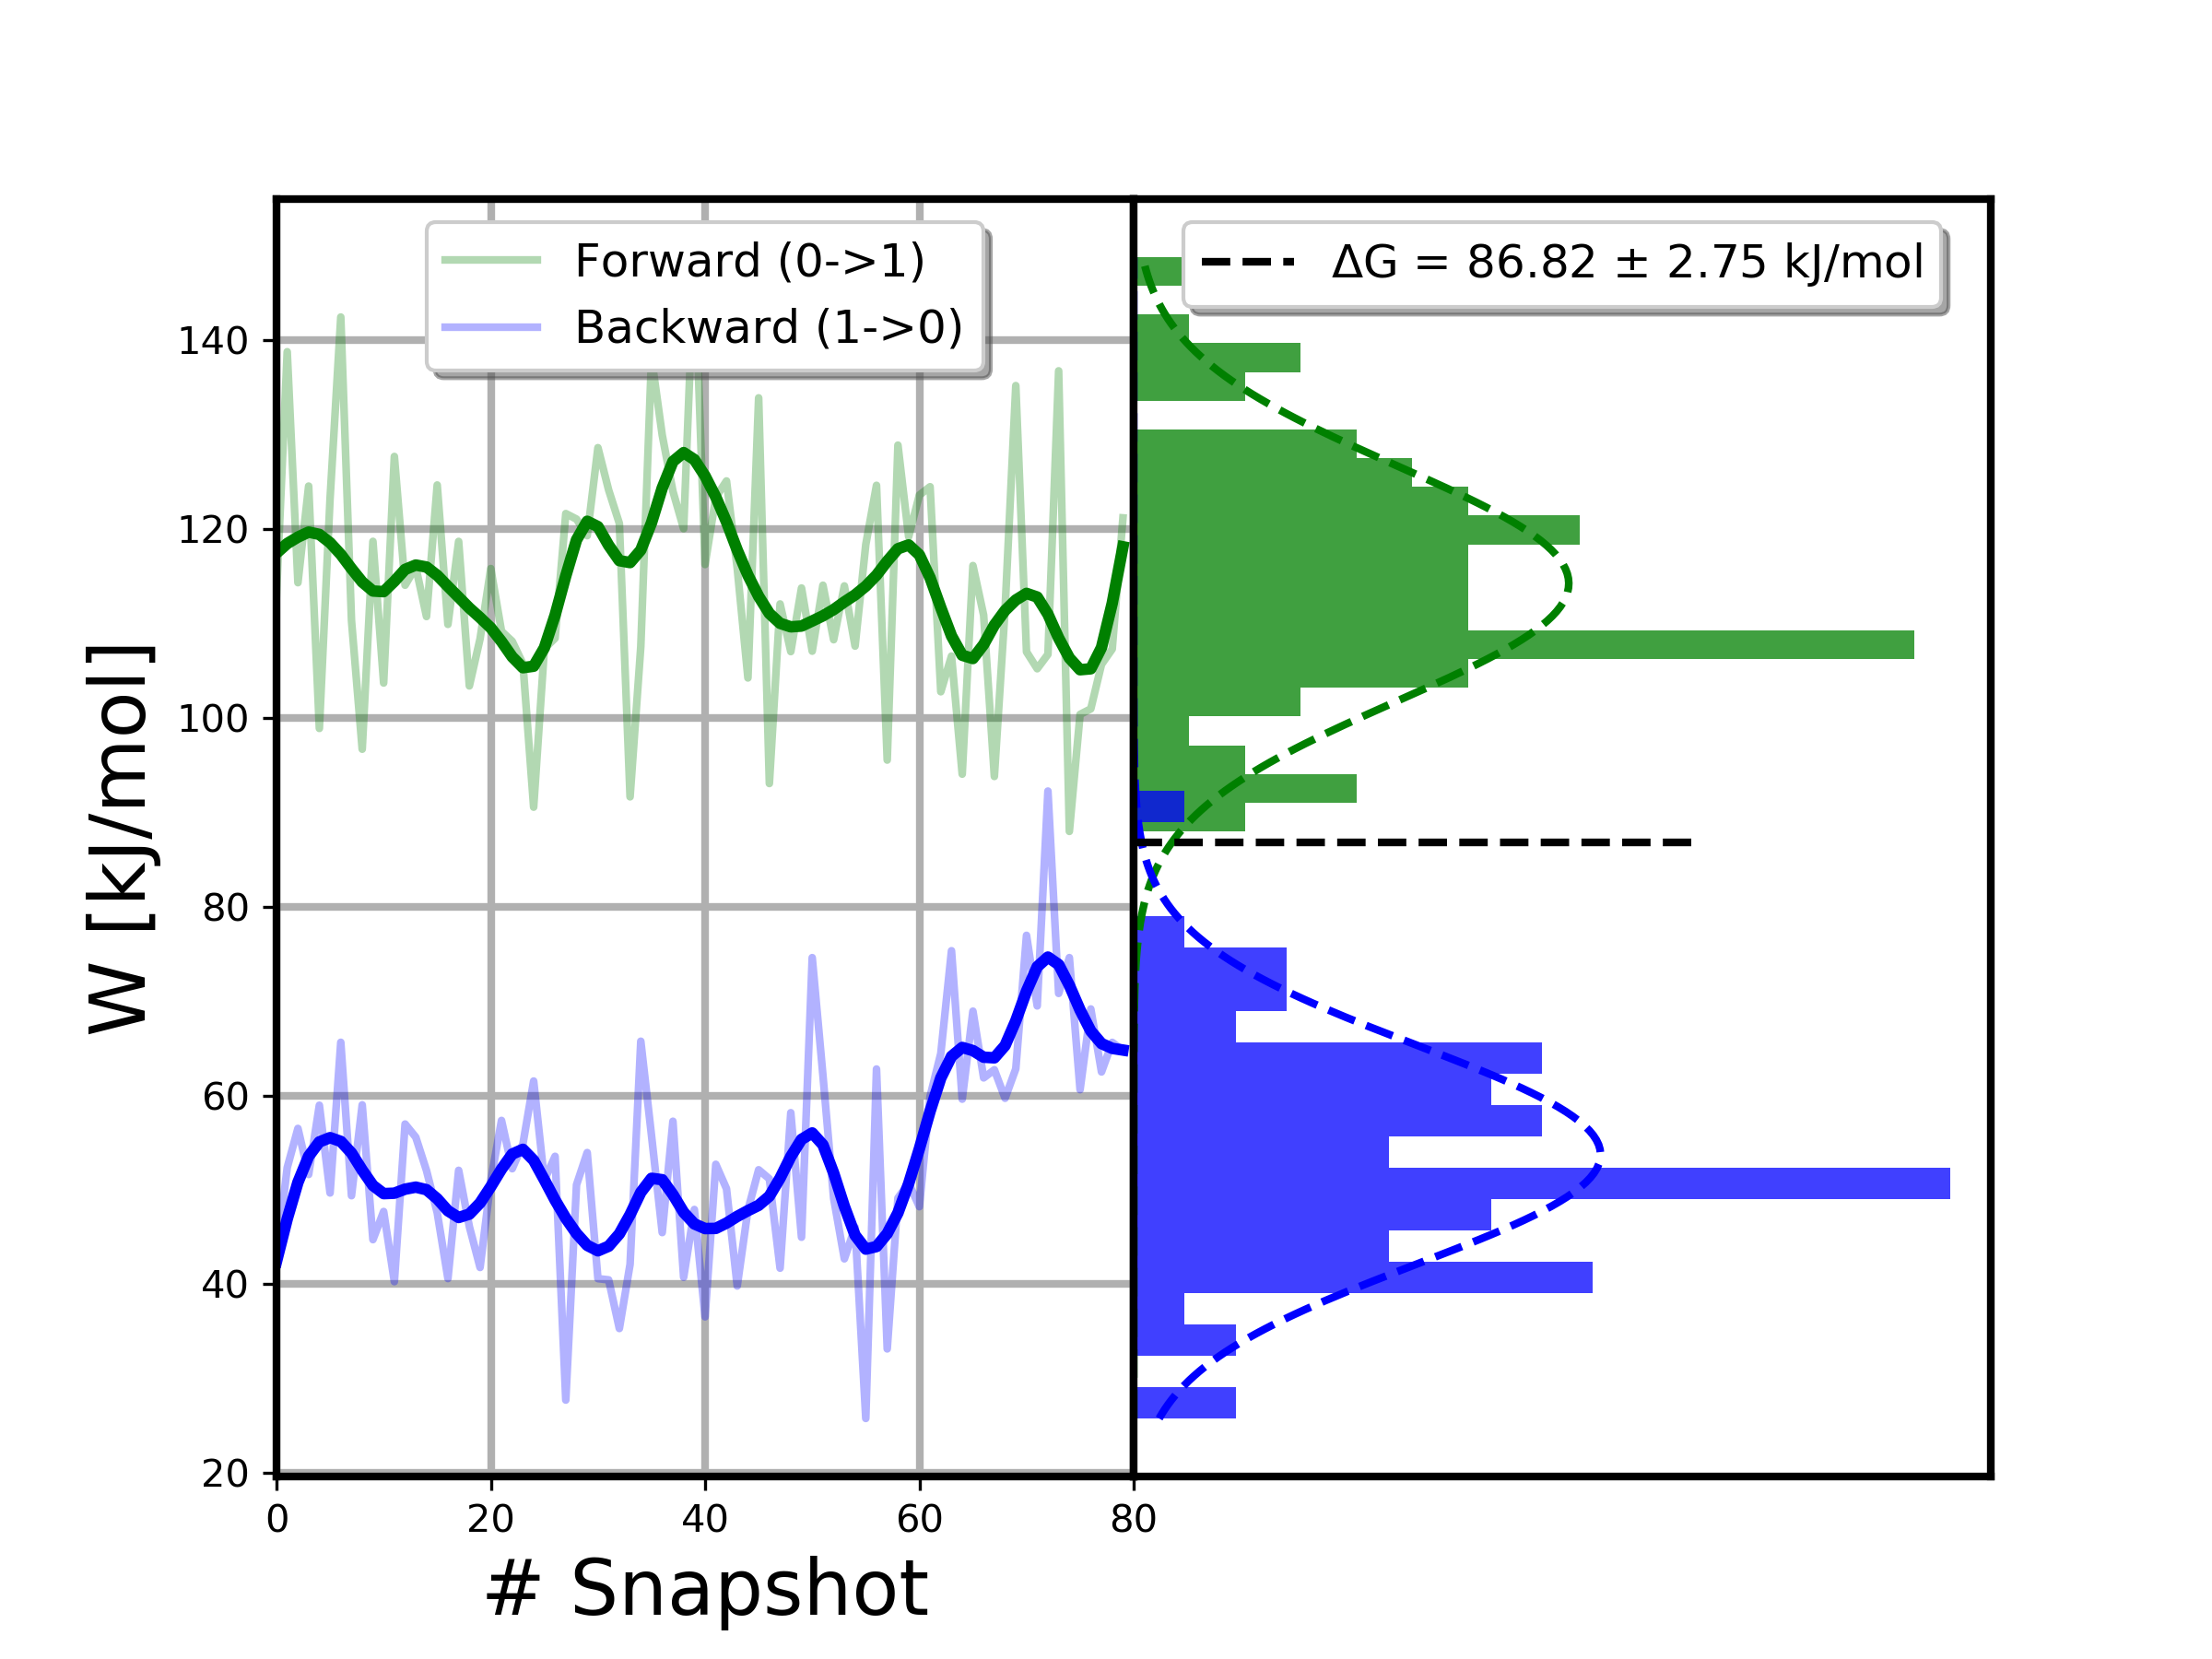 Forward (0->1)
Backward (1->0)
ΔG = 86.82 ± 2.75 kJ/mol
W [kJ/mol]
140
120
100
80
60
40
20
0 20 40 60 80
# Snapshot